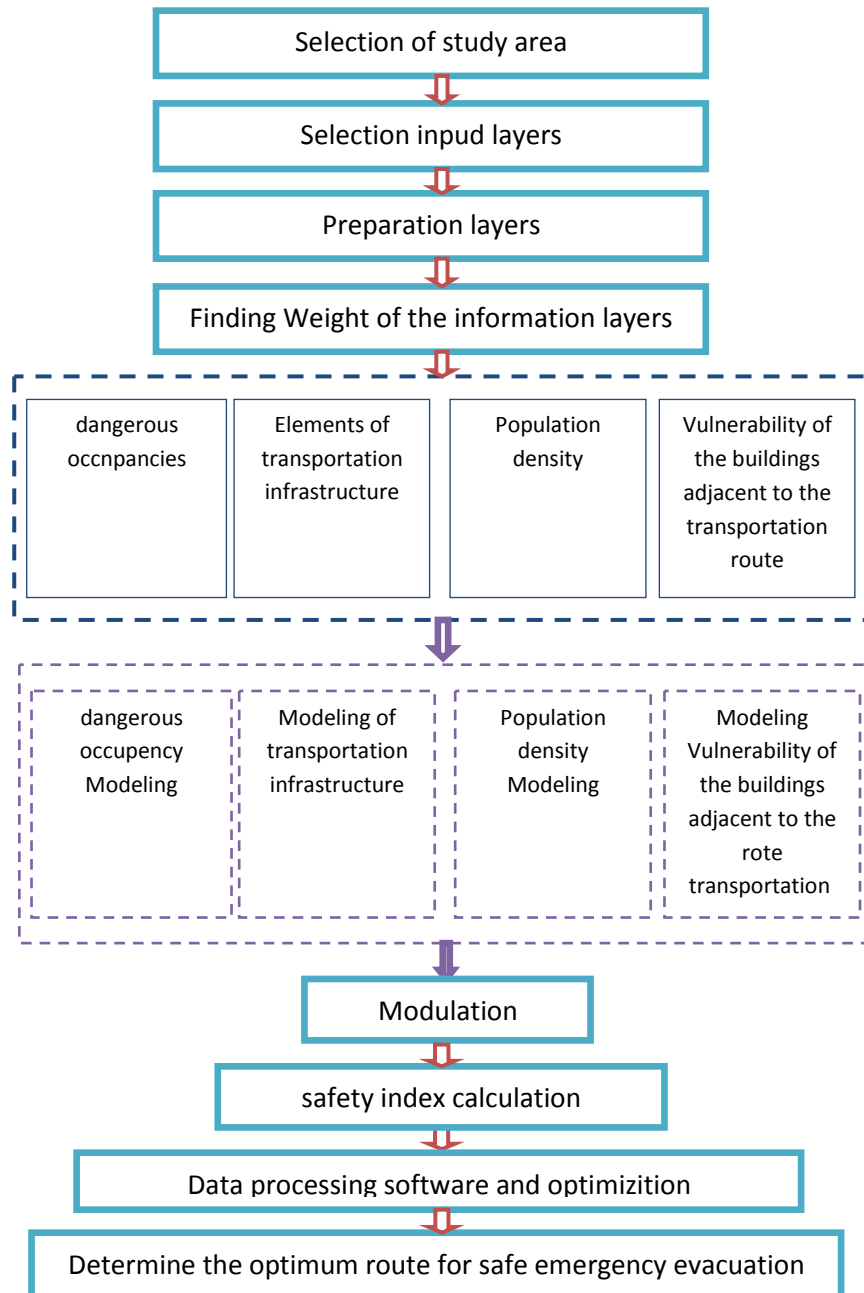 Selection of study area
Selection inpud layers
Preparation layers
Finding Weight of the information layers
dangerous
occnpancies
Elements of
transportation
infrastructure
Population
density
Vulnerability of
the buildings
adjacent to the
transportation
route
dangerous
occupency
Modeling
Modeling of
transportation
infrastructure
Population
density
Modeling
Modeling
Vulnerability of
the buildings
adjacent to the
rote
transportation
Modulation
safety index calculation
Data processing software and optimizition
Determine the optimum route for safe emergency evacuation